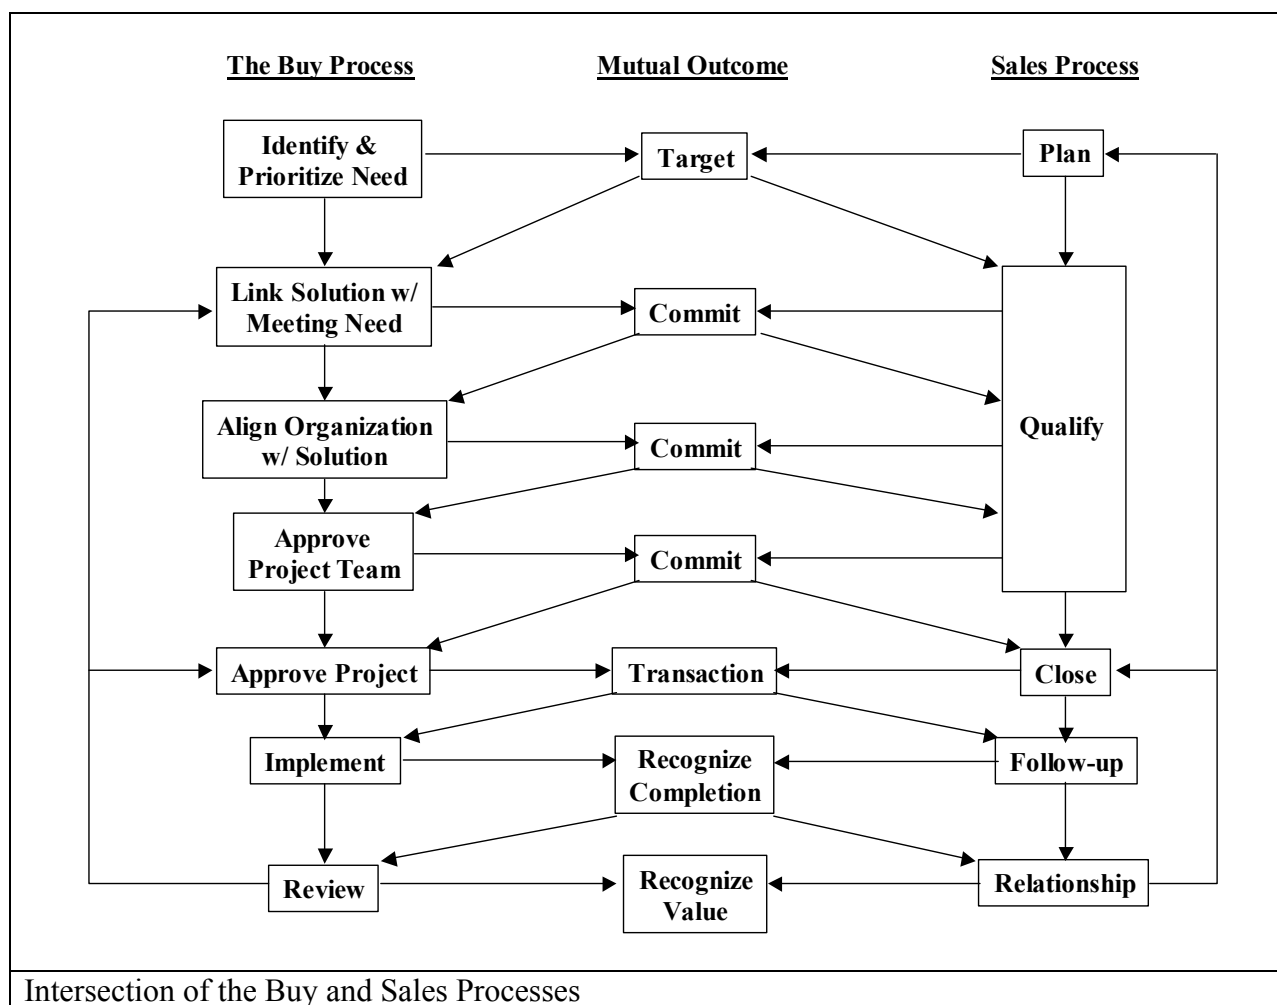 The Buy Process
Mutual Outcome
Sales Process
Identify &
Prioritize Need
Target
Plan
Link Solution w/
Meeting Need
Commit
Qualify
Align Organization
w/ Solution
Commit
Approve
Project Team
Commit
Approve Project
Transaction
Close
Implement
Recognize
Completion
Follow-up
Review
Recognize
Value
Relationship
Intersection of the Buy and Sales Processes